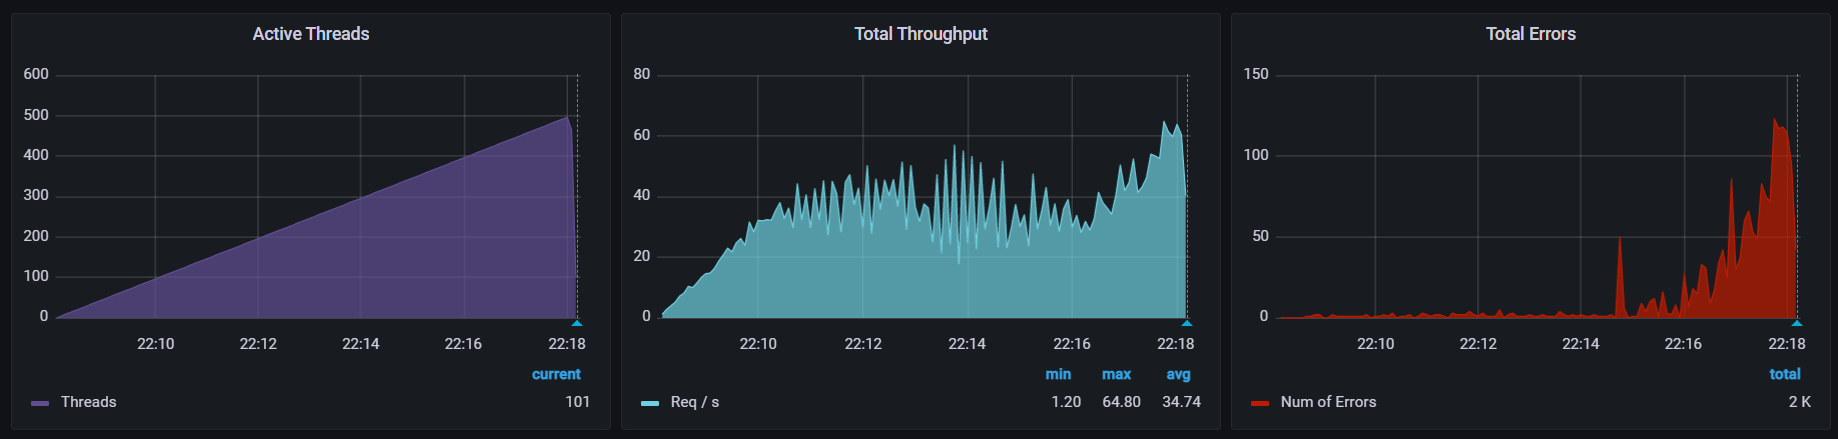 Active Threads
600
500
400
300
200
100
0
22:10 22:12 22:14 22:16 22:18
current
Threads 101
Total Throughput
80
60
40
20
0
22:10 22:12 22:14 22:16 22:18
min max avg
Req / s 1.20 64.80 34.74
Total Errors
150
100
50
0
22:10 22:12 22:14 22:16 22:18
total
Num of Errors 2 K